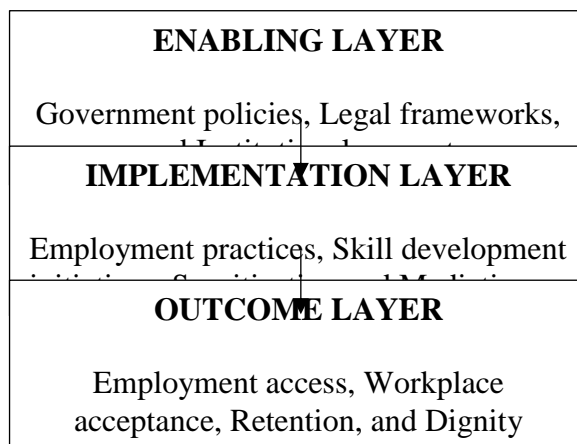 ENABLING LAYER
Government policies, Legal frameworks,
IMPLEMENTATION LAYER
Employment practices, Skill development
OUTCOME LAYER
Employment access, Workplace
acceptance, Retention, and Dignity